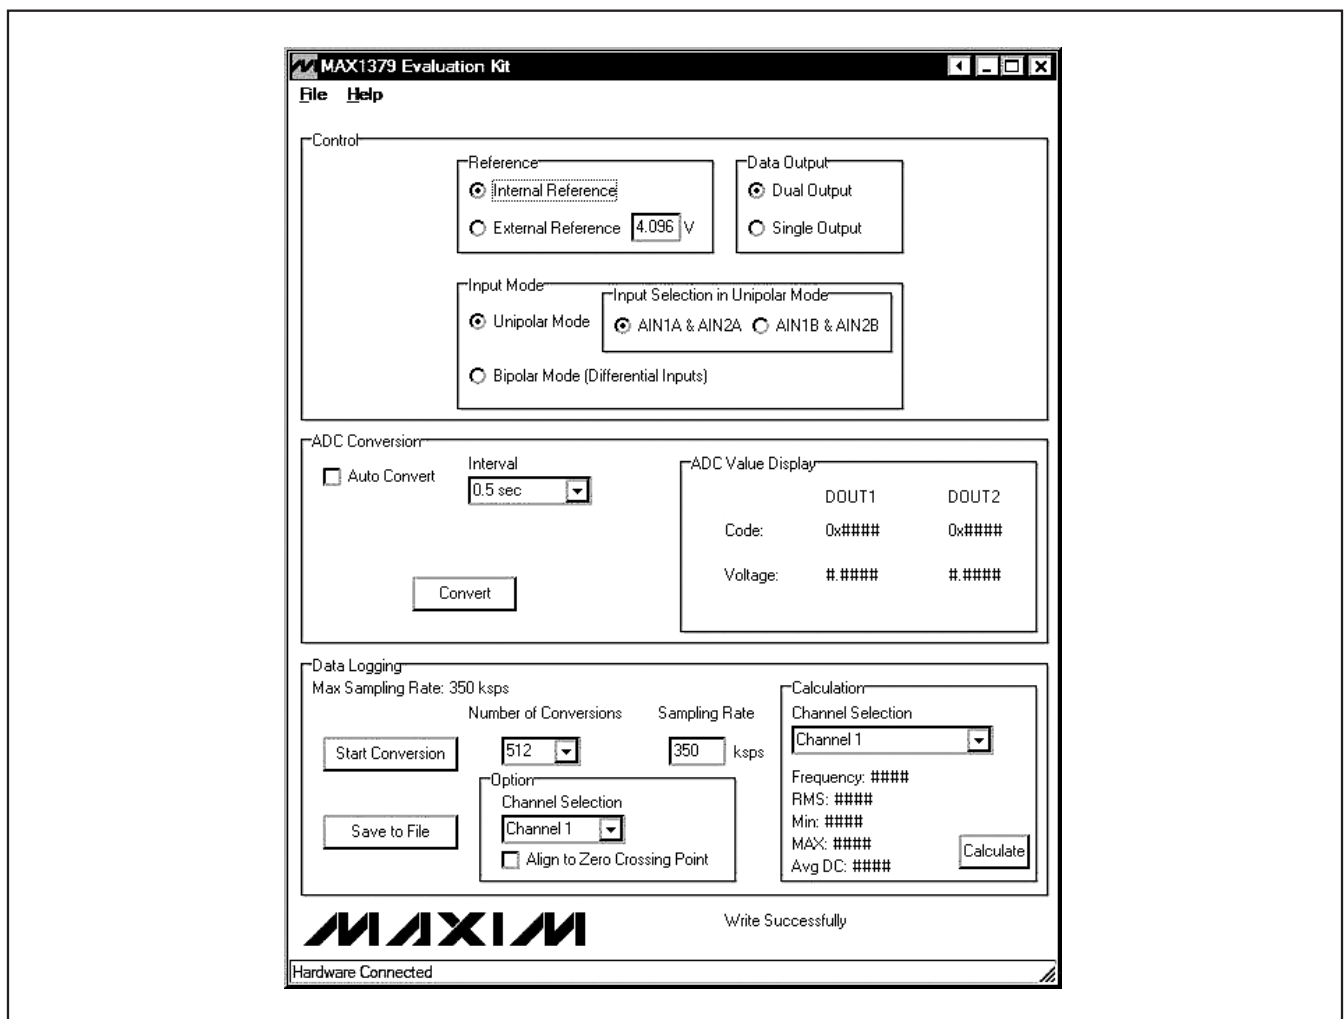 MAX1379 Evaluation Kit
File Help
Control
Reference
Internal Reference
External Reference 4.096 V
Data Output
Dual Output
Single Output
Input Mode
Unipolar Mode
Input Selection in Unipolar Mode
AIN1A & AIN2A AIN1B & AIN2B
Bipolar Mode (Differential Inputs)
ADC Conversion
Auto Convert
Interval
0.5 sec
Convert
ADC Value Display
DOUT1 DOUT2
Code: 0x#### 0x####
Voltage: #.#### #.####
Data Logging
Max Sampling Rate: 350 ksps
Number of Conversions
Sampling Rate
Start Conversion
512
350 ksps
Option
Channel Selection
Channel 1
Save to File
Align to Zero Crossing Point
Calculation
Channel Selection
Channel 1
Frequency: ####
RMS: ####
Min: ####
MAX: ####
Avg DC: ####
Calculate
MAXIM
Write Successfully
Hardware Connected